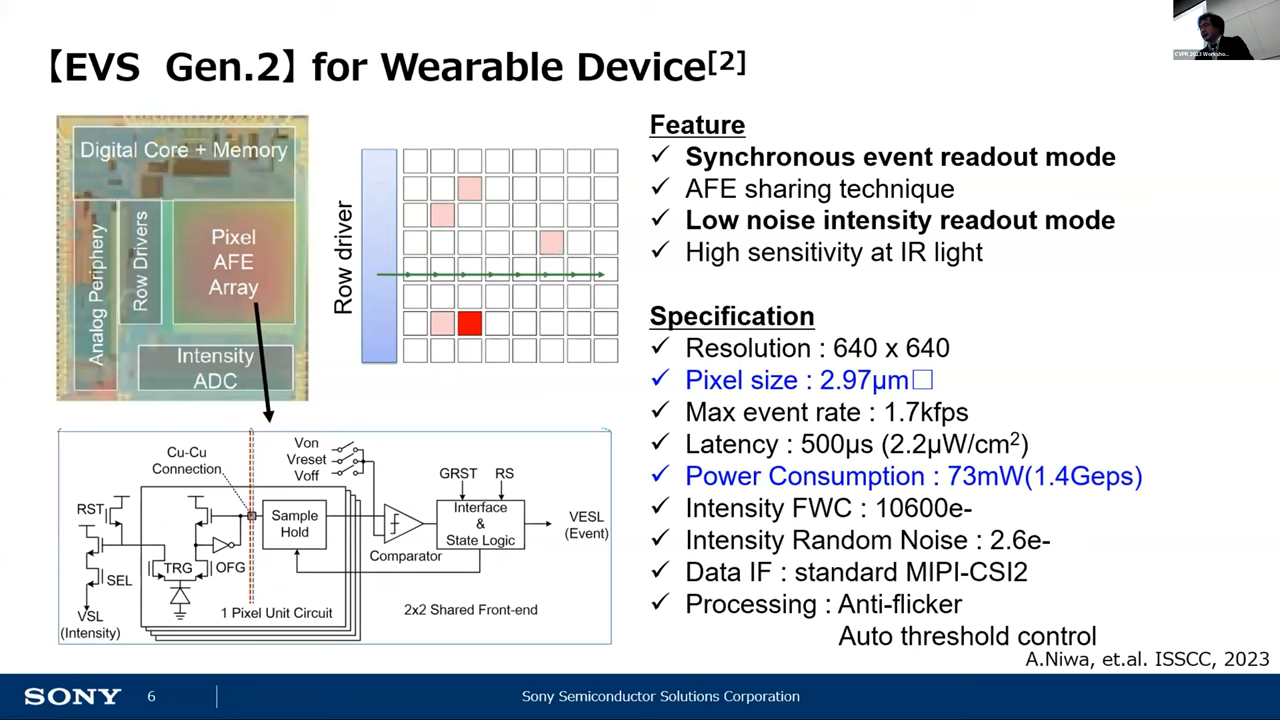 【EVS Gen.2】 for Wearable Device[2]
CVPR 2023 Worksho...
Digital Core + Memory
Analog Periphery
Row Drivers
Pixel
AFE
Array
Intensity
ADC
Row driver
Cu-Cu
Connection
Von
Vreset
Voff
GRST
RS
RST
Sample
Hold
Comparator
Interface
&
State Logic
VESL
(Event)
TRG
OFG
SEL
VSL
(Intensity)
1 Pixel Unit Circuit
2x2 Shared Front-end
Feature
✓ Synchronous event readout mode
✓ AFE sharing technique
✓ Low noise intensity readout mode
✓ High sensitivity at IR light
Specification
✓ Resolution : 640 x 640
✓ Pixel size : 2.97µm□
✓ Max event rate : 1.7kfps
✓ Latency : 500µs (2.2µW/cm²)
✓ Power Consumption : 73mW(1.4Geps)
✓ Intensity FWC : 10600e-
✓ Intensity Random Noise : 2.6e-
✓ Data IF : standard MIPI-CSI2
✓ Processing : Anti-flicker
Auto threshold control
A.Niwa, et.al. ISSCC, 2023
SONY
6
Sony Semiconductor Solutions Corporation